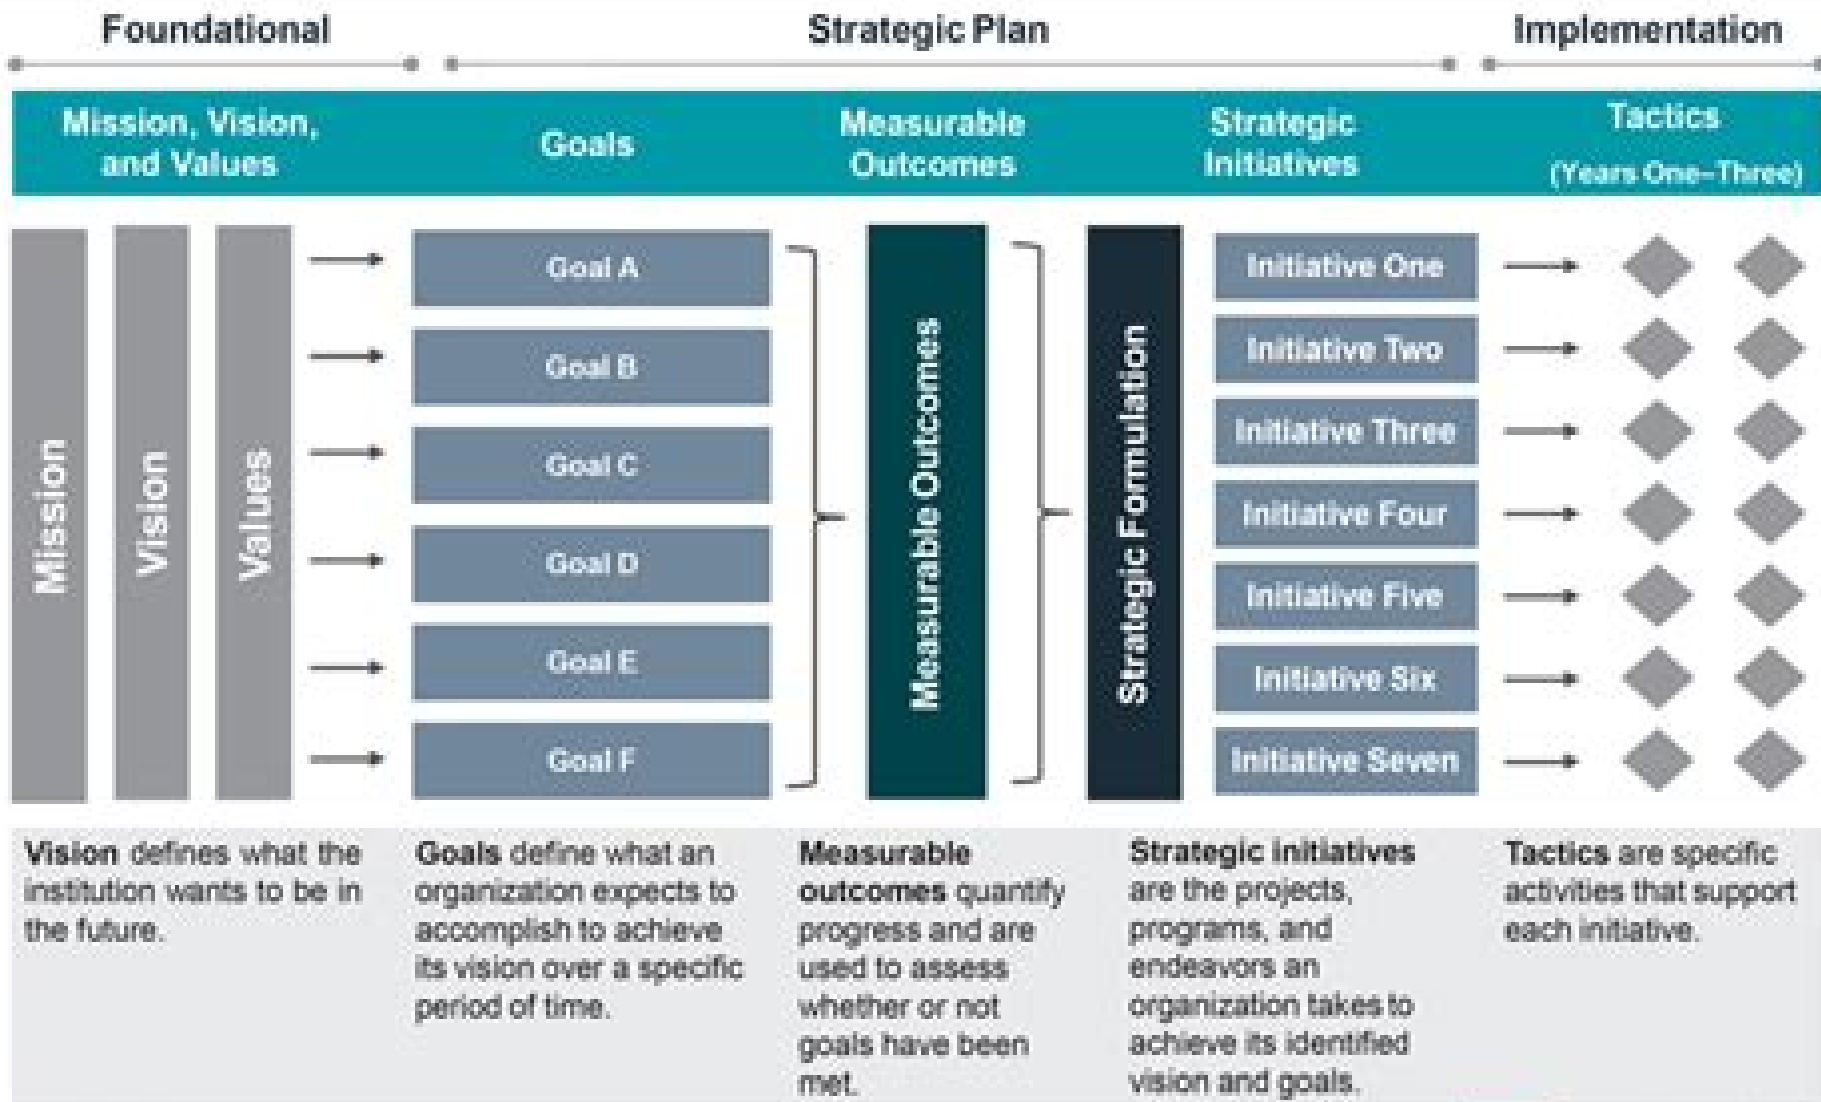 Foundational
Strategic Plan
Implementation
Mission, Vision,
and Values
Goals
Measurable
Outcomes
Strategic
Initiatives
Tactics
(Years One–Three)
Mission
Vision
Values
Goal A
Goal B
Goal C
Goal D
Goal E
Goal F
Measurable Outcomes
Strategic Formulation
Initiative One
Initiative Two
Initiative Three
Initiative Four
Initiative Five
Initiative Six
Initiative Seven
Vision defines what the
institution wants to be in
the future.
Goals define what an
organization expects to
accomplish to achieve
its vision over a specific
period of time.
Measurable
outcomes quantify
progress and are
used to assess
whether or not
goals have been
met.
Strategic initiatives
are the projects,
programs, and
endeavors an
organization takes to
achieve its identified
vision and goals.
Tactics are specific
activities that support
each initiative.